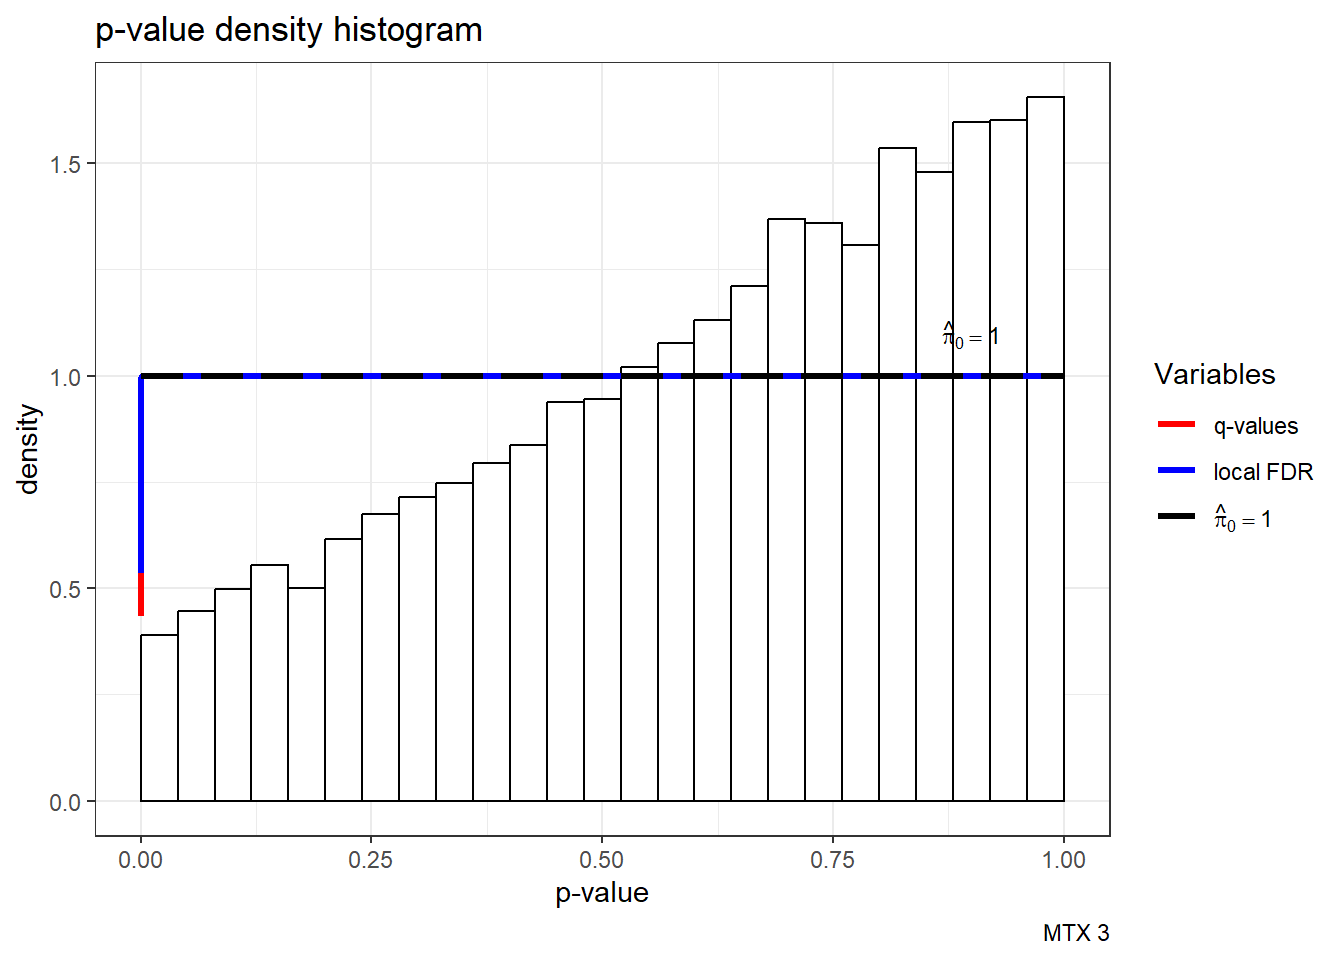 p-value density histogram
density
1.5
1.0
0.5
0.0
π̂₀ = 1
0.00 0.25 0.50 0.75 1.00
p-value
Variables
q-values
local FDR
π̂₀ = 1
MTX 3